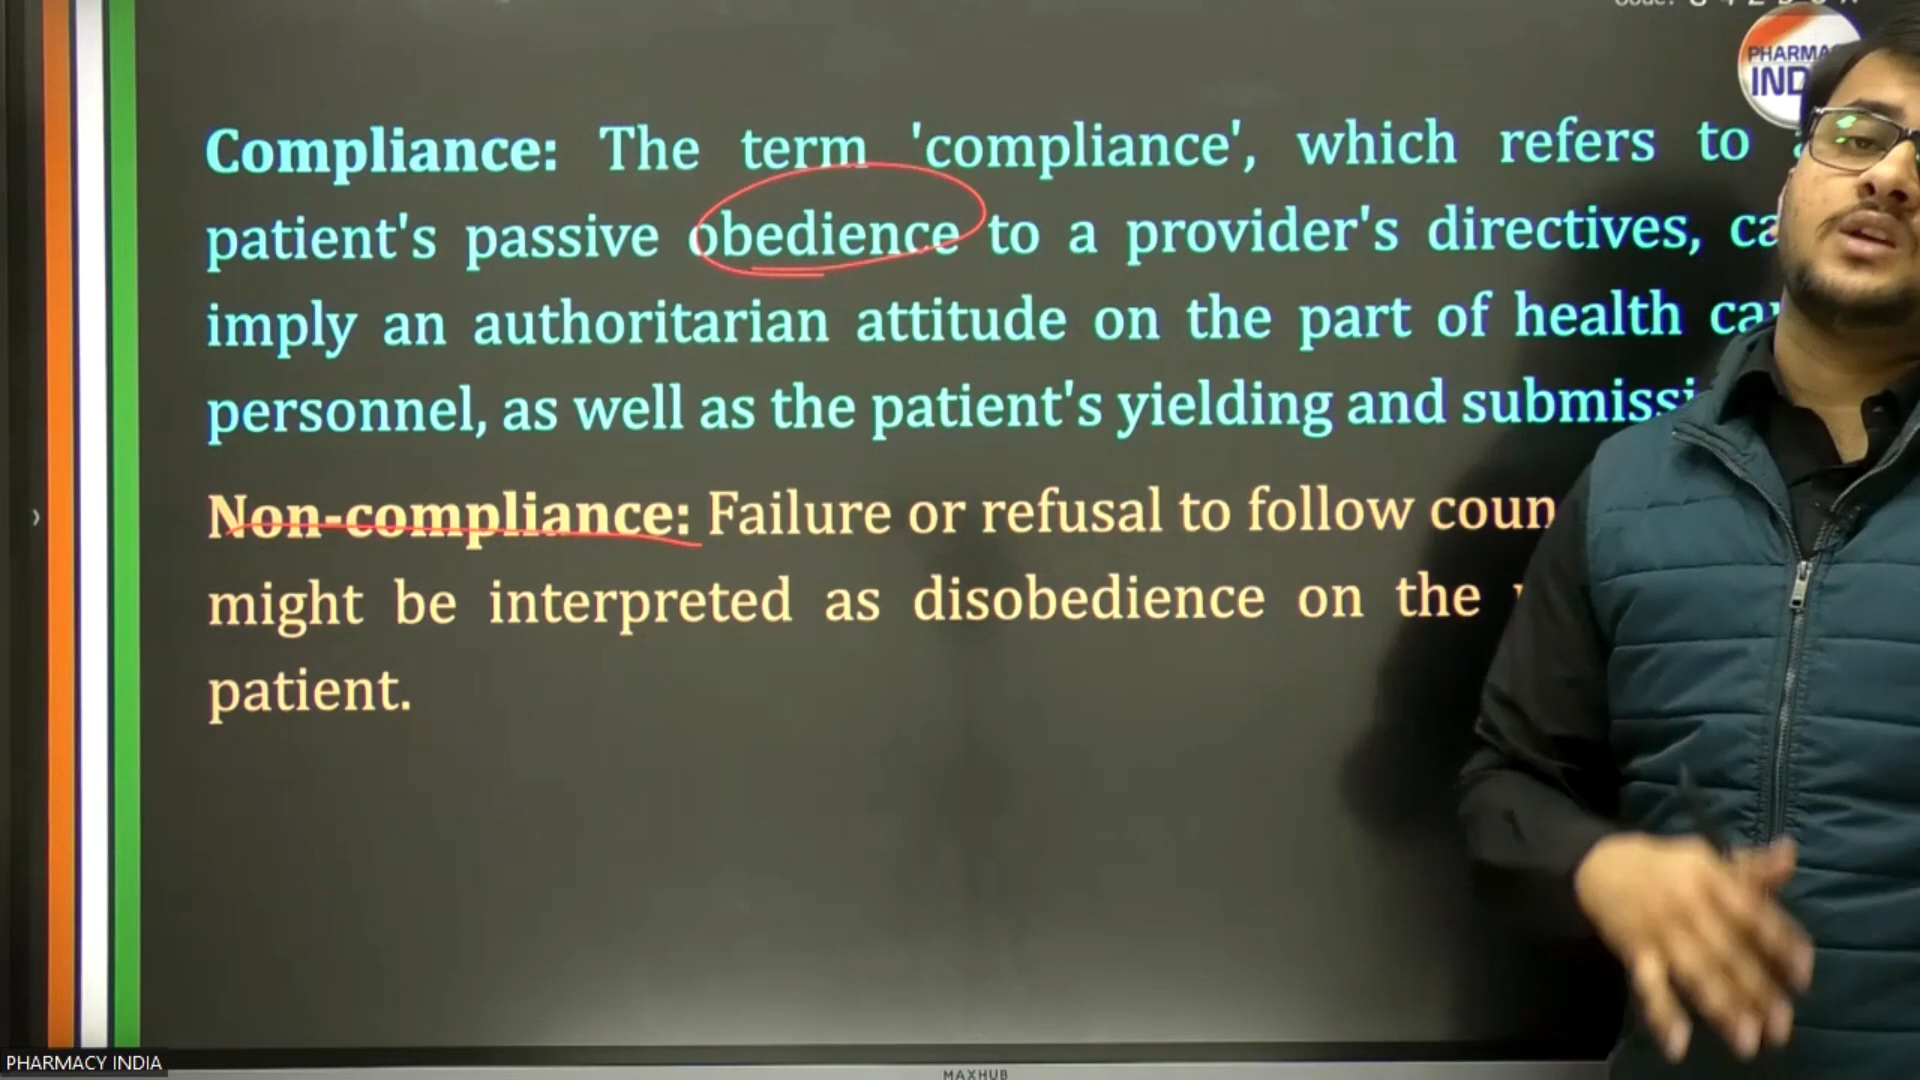 PHARMA
IND
Compliance: The term 'compliance', which refers to
patient's passive obedience to a provider's directives,
imply an authoritarian attitude on the part of health
personnel, as well as the patient's yielding and
Non-compliance: Failure or refusal to follow
might be interpreted as disobedience on the
patient.
PHARMACY INDIA
MAXHUB